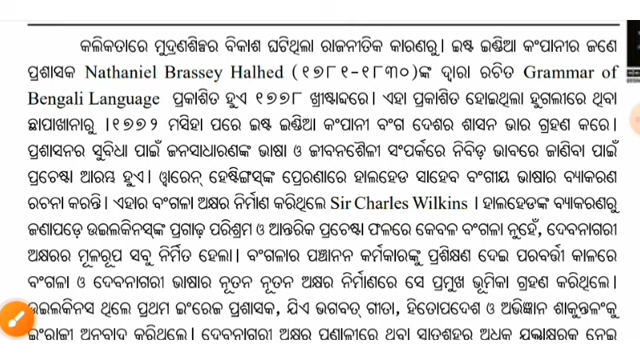 କଲିକତାରେ ମୁଦ୍ରଣଶିଳ୍ପର ବିକାଶ ଘଟିଥିଲା ରାଜନୀତିକ କାରଣରୁ। ଇଷ୍ଟ ଇଣ୍ଡିଆ କଂପାନୀର ଜଣେ
ପ୍ରଶାସକ Nathaniel Brassey Halhed (୧୭୮୧-୧୮୩୦)ଙ୍କ ଦ୍ୱାରା ରଚିତ Grammar of
Bengali Language ପ୍ରକାଶିତ ହୁଏ ୧୭୭୮ ଖ୍ରୀଷ୍ଟାବ୍ଦରେ। ଏହା ପ୍ରକାଶିତ ହୋଇଥିଲା ହୁଗଲୀରେ ଥିବା
ଛାପାଖାନାରୁ ।୧୭୭୨ ମସିହା ପରେ ଇଷ୍ଟ ଇଣ୍ଡିଆ କଂପାନୀ ବଂଗ ଦେଶର ଶାସନ ଭାର ଗ୍ରହଣ କରେ।
ପ୍ରଶାସନର ସୁବିଧା ପାଇଁ ଜନସାଧାରଣଙ୍କ ଭାଷା ଓ ଜୀବନଶୈଳୀ ସଂପର୍କରେ ନିବିଡ଼ ଭାବରେ ଜାଣିବା ପାଇଁ
ପ୍ରଚେଷ୍ଟା ଆରମ୍ଭ ହୁଏ। ୱାରେନ୍ ହେଷ୍ଟିଙ୍ଗସ୍‌ଙ୍କ ପ୍ରେରଣାରେ ହାଲହେଡ ସାହେବ ବଂଗୀୟ ଭାଷାର ବ୍ୟାକରଣ
ରଚନା କରନ୍ତି। ଏହାର ବଂଗଳା ଅକ୍ଷର ନିର୍ମାଣ କରିଥିଲେ Sir Charles Wilkins । ହାଲହେଡଙ୍କ ବ୍ୟାକରଣରୁ
ଜଣାପଡ଼େ ଉଇଲକିନସ୍‌ଙ୍କ ପ୍ରଗାଢ଼ ପରିଶ୍ରମ ଓ ଆନ୍ତରିକ ପ୍ରଚେଷ୍ଟା ଫଳରେ କେବଳ ବଂଗଳା ନୁହେଁ, ଦେବନାଗରୀ
ଅକ୍ଷରର ମୂଳରୂପ ସବୁ ନିର୍ମିତ ହେଲା। ବଂଗଳାର ପଞ୍ଚାନନ କର୍ମକାରଙ୍କୁ ପ୍ରଶିକ୍ଷଣ ଦେଇ ପରବର୍ତ୍ତୀ କାଳରେ
ବଂଗଳା ଓ ଦେବନାଗରୀ ଭାଷାର ନୂତନ ନୂତନ ଅକ୍ଷର ନିର୍ମାଣରେ ସେ ପ୍ରମୁଖ ଭୂମିକା ଗ୍ରହଣ କରିଥିଲେ।
ଉଇଲକିନସ ଥିଲେ ପ୍ରଥମ ଇଂରେଜ ପ୍ରଶାସକ, ଯିଏ ଭଗବତ୍ ଗୀତା, ହିତୋପଦେଶ ଓ ଅଭିଜ୍ଞାନ ଶାକୁନ୍ତଳଂକୁ
ଇଂରାଜୀ ଅନୁବାଦ କରିଥିଲେ। ଦେବନାଗରୀ ଅକ୍ଷର ପ୍ରଣାଳୀରେ ଥିବା ସାତଶହରୁ ଅଧିକ ଯୁକ୍ତାକ୍ଷରକୁ ନେଇ